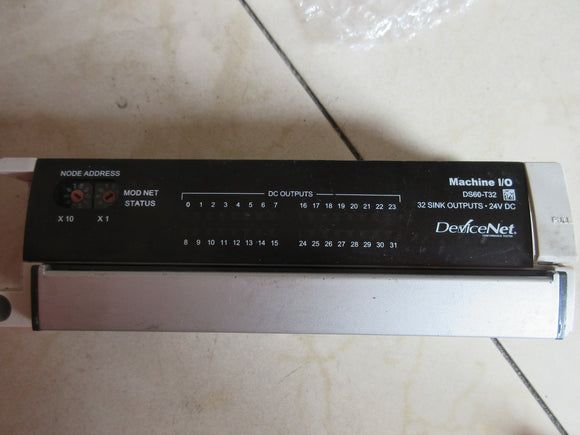 NODE ADDRESS
MOD NET
STATUS
X 10 X 1
DC OUTPUTS
0 1 2 3 4 5 6 7 16 17 18 19 20 21 22 23
8 9 10 11 12 13 14 15 24 25 26 27 28 29 30 31
Machine I/O
DS60-T32
32 SINK OUTPUTS • 24V DC
DeviceNet